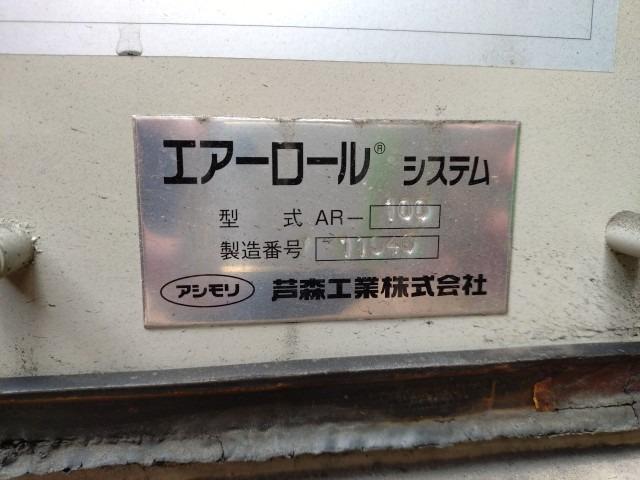 エアーロール® システム
型 式 AR-100
製造番号 11943
アシモリ 芦森工業株式会社